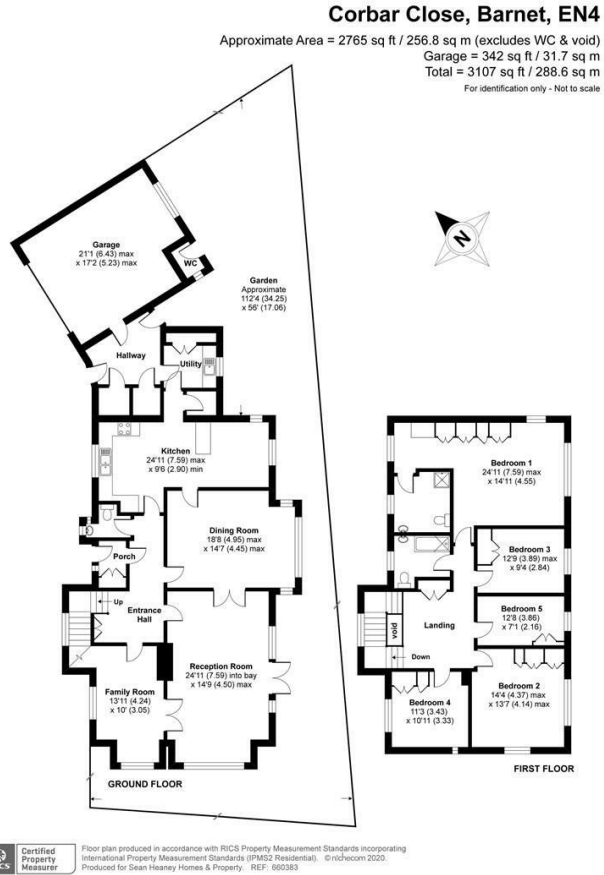 Corbar Close, Barnet, EN4
Approximate Area = 2765 sq ft / 256.8 sq m (excludes WC & void)
Garage = 342 sq ft / 31.7 sq m
Total = 3107 sq ft / 288.6 sq m
For identification only - Not to scale
Garage
21'1 (6.43) max
x 17'2 (5.23) max
WC
N
Garden
Approximate
112'4 (34.25)
x 56' (17.06)
Hallway
Utility
Kitchen
24'11 (7.59) max
x 9'6 (2.90) min
Dining Room
18'8 (4.95) max
x 14'7 (4.45) max
Porch
Up
Entrance
Hall
Reception Room
24'11 (7.59) into bay
x 14'9 (4.50) max
Family Room
13'11 (4.24)
x 10' (3.05)
GROUND FLOOR
Bedroom 1
24'11 (7.59) max
x 14'11 (4.55)
Bedroom 3
12'9 (3.89) max
x 9'4 (2.84)
Bedroom 5
12'8 (3.86)
x 7'1 (2.16)
void
Landing
Down
Bedroom 2
14'4 (4.37) max
x 13'7 (4.14) max
Bedroom 4
11'3 (3.43)
x 10'11 (3.33)
FIRST FLOOR
Certified
Property
Measurer
Floor plan produced in accordance with RICS Property Measurement Standards incorporating
International Property Measurement Standards (IPMS2 Residential). ©nichecom 2020.
Produced for Sean Heaney Homes & Property. REF: 660383